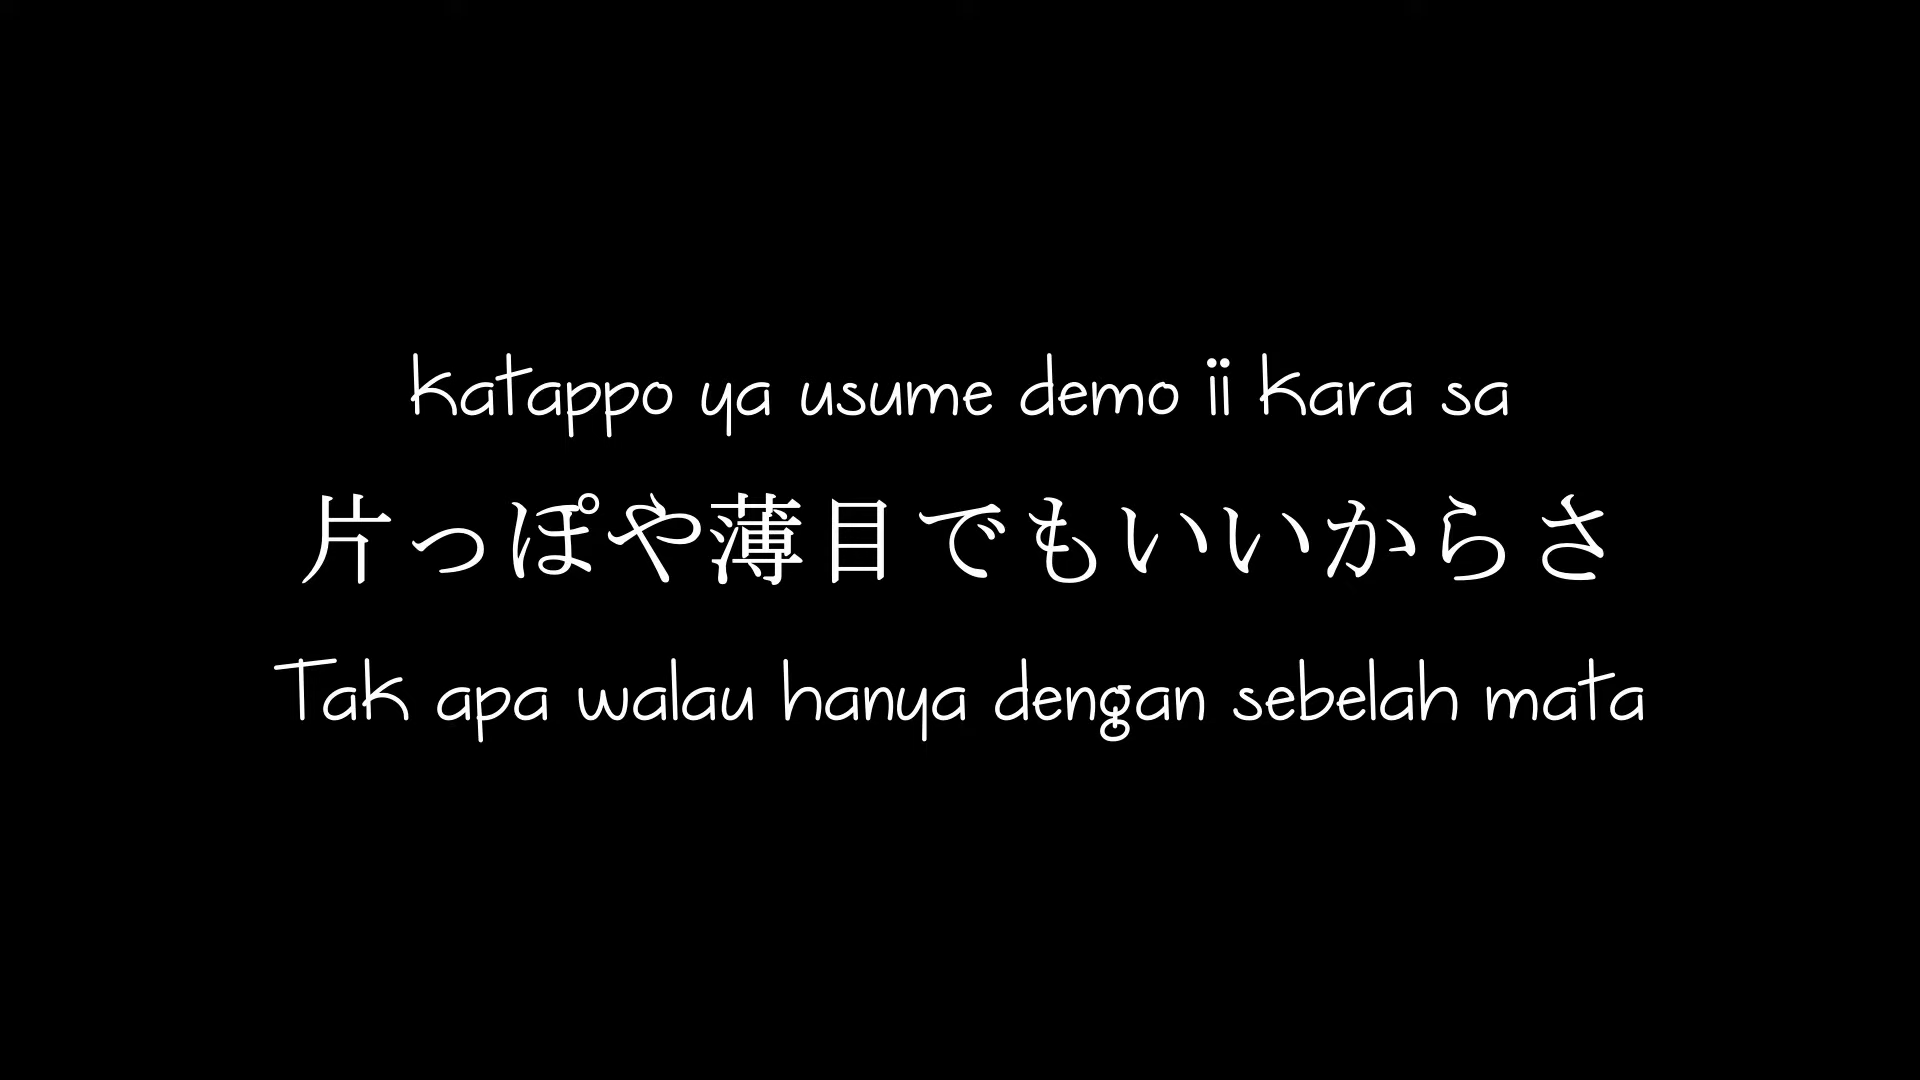 katappo ya usume demo ii kara sa
片っぽや薄目でもいいからさ
Tak apa walau hanya dengan sebelah mata